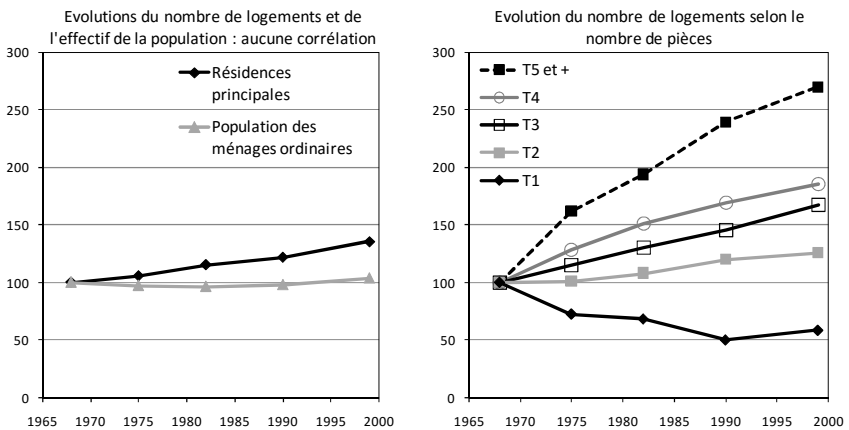 Evolutions du nombre de logements et de
l'effectif de la population : aucune corrélation
300
250
200
150
100
50
0
1965 1970 1975 1980 1985 1990 1995 2000
Résidences
principales
Population des
ménages ordinaires
Evolution du nombre de logements selon le
nombre de pièces
300
250
200
150
100
50
0
1965 1970 1975 1980 1985 1990 1995 2000
T5 et +
T4
T3
T2
T1